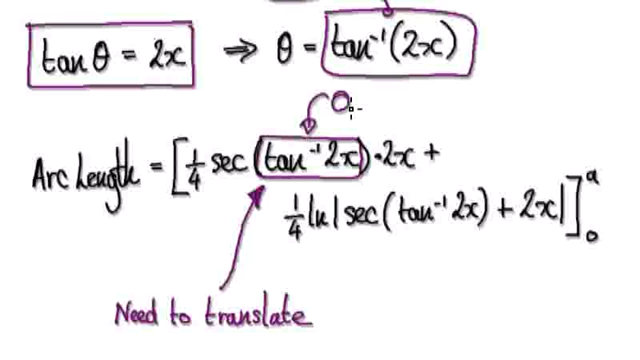 tan θ = 2x ⇒ θ = tan⁻¹(2x)
θ
Arc Length = [¼ sec(tan⁻¹ 2x)·2x +
¼ ln|sec(tan⁻¹ 2x) + 2x|]₀ᵃ
Need to translate